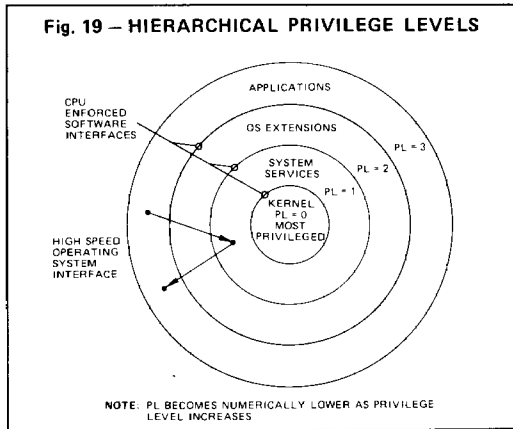 Fig. 19 – HIERARCHICAL PRIVILEGE LEVELS
APPLICATIONS
CPU
ENFORCED
SOFTWARE
INTERFACES
OS EXTENSIONS
PL = 3
SYSTEM
SERVICES
PL = 2
PL = 1
KERNEL
PL = 0
MOST
PRIVILEGED
HIGH SPEED
OPERATING
SYSTEM
INTERFACE
NOTE: PL BECOMES NUMERICALLY LOWER AS PRIVILEGE
LEVEL INCREASES